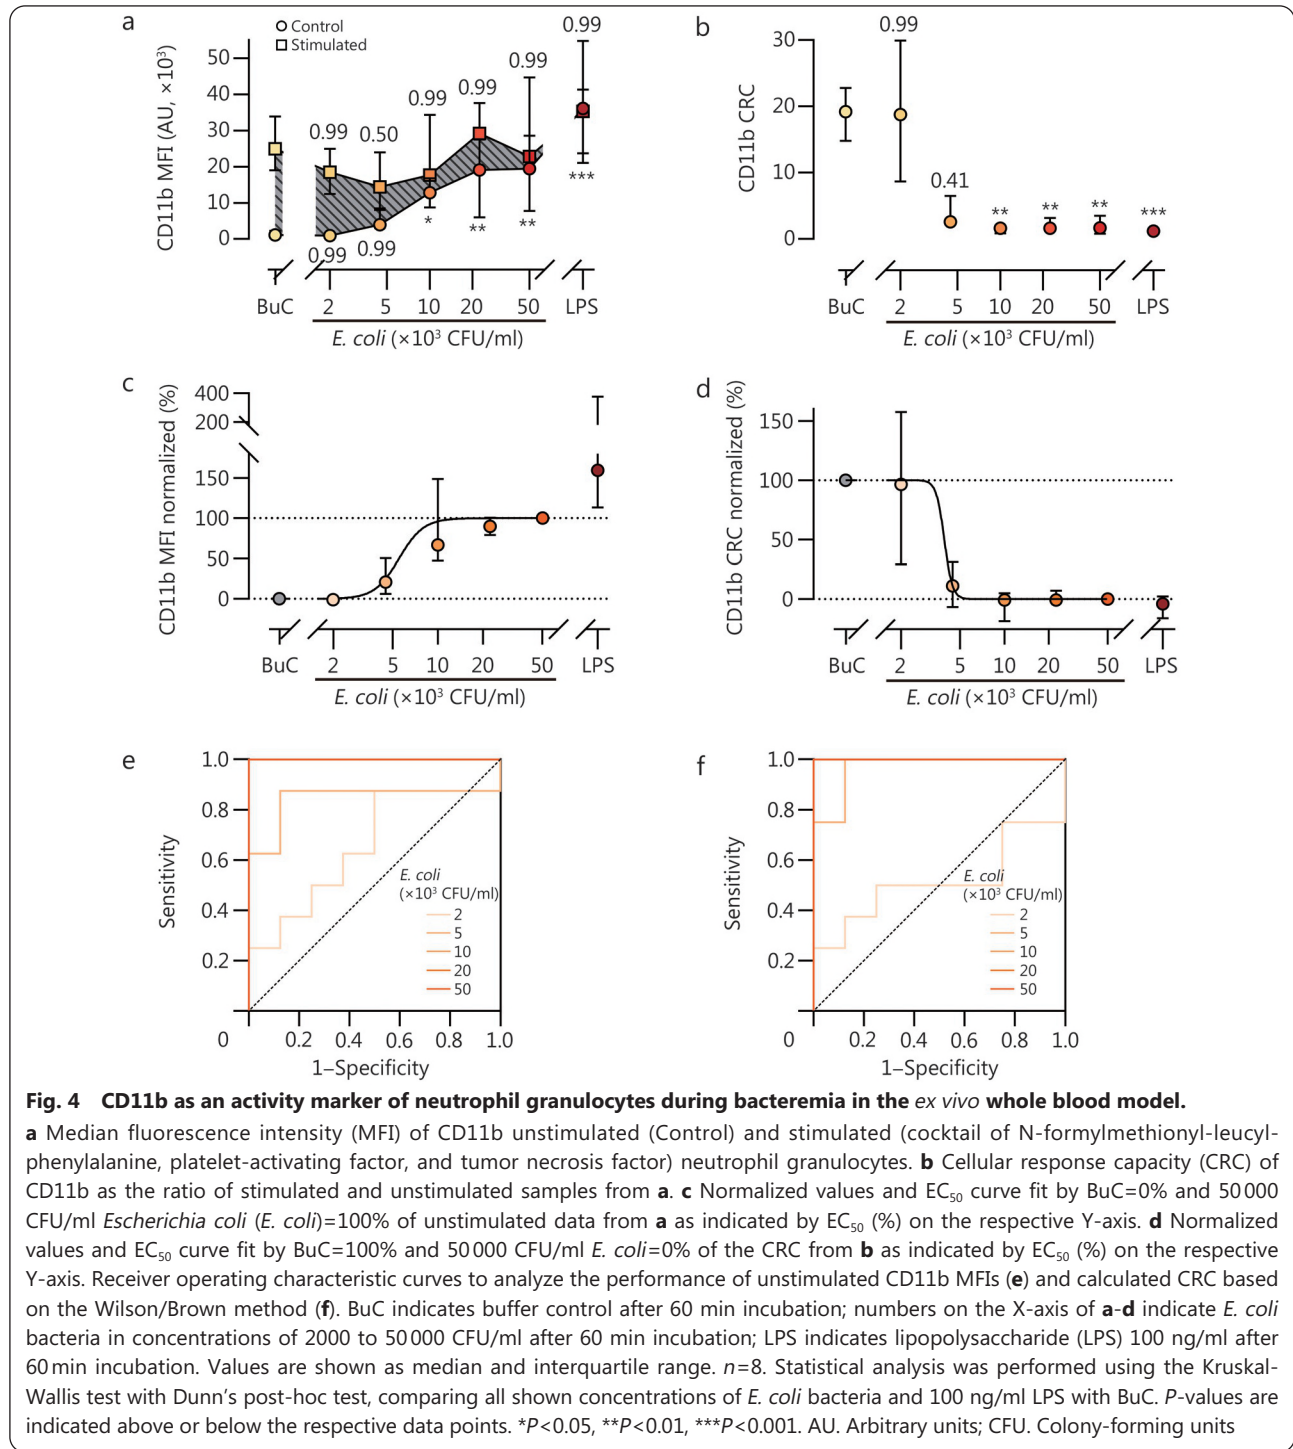 a
Control
Stimulated
CD11b MFI (AU, ×10³)
50
40
30
20
10
0
0.99
0.50
0.99
0.99
0.99
0.99
0.99
0.99
*
**
**
***
BuC
2
5
10
20
50
LPS
E. coli (×10³ CFU/ml)
b
CD11b CRC
30
20
10
0
0.99
0.41
**
**
**
***
BuC
2
5
10
20
50
LPS
E. coli (×10³ CFU/ml)
c
CD11b MFI normalized (%)
400
200
150
100
50
0
BuC
2
5
10
20
50
LPS
E. coli (×10³ CFU/ml)
d
CD11b CRC normalized (%)
150
100
50
0
BuC
2
5
10
20
50
LPS
E. coli (×10³ CFU/ml)
e
Sensitivity
1.0
0.8
0.6
0.4
0.2
0
0.2
0.4
0.6
0.8
1.0
1–Specificity
E. coli
(×10³ CFU/ml)
2
5
10
20
50
f
Sensitivity
1.0
0.8
0.6
0.4
0.2
0
0.2
0.4
0.6
0.8
1.0
1–Specificity
E. coli
(×10³ CFU/ml)
2
5
10
20
50
Fig. 4 CD11b as an activity marker of neutrophil granulocytes during bacteremia in the ex vivo whole blood model.
a Median fluorescence intensity (MFI) of CD11b unstimulated (Control) and stimulated (cocktail of N-formylmethionyl-leucyl-
phenylalanine, platelet-activating factor, and tumor necrosis factor) neutrophil granulocytes. b Cellular response capacity (CRC) of
CD11b as the ratio of stimulated and unstimulated samples from a. c Normalized values and EC₅₀ curve fit by BuC=0% and 50 000
CFU/ml Escherichia coli (E. coli)=100% of unstimulated data from a as indicated by EC₅₀ (%) on the respective Y-axis. d Normalized
values and EC₅₀ curve fit by BuC=100% and 50 000 CFU/ml E. coli=0% of the CRC from b as indicated by EC₅₀ (%) on the respective
Y-axis. Receiver operating characteristic curves to analyze the performance of unstimulated CD11b MFIs (e) and calculated CRC based
on the Wilson/Brown method (f). BuC indicates buffer control after 60 min incubation; numbers on the X-axis of a-d indicate E. coli
bacteria in concentrations of 2000 to 50 000 CFU/ml after 60 min incubation; LPS indicates lipopolysaccharide (LPS) 100 ng/ml after
60 min incubation. Values are shown as median and interquartile range. n=8. Statistical analysis was performed using the Kruskal-
Wallis test with Dunn's post-hoc test, comparing all shown concentrations of E. coli bacteria and 100 ng/ml LPS with BuC. P-values are
indicated above or below the respective data points. *P<0.05, **P<0.01, ***P<0.001. AU. Arbitrary units; CFU. Colony-forming units